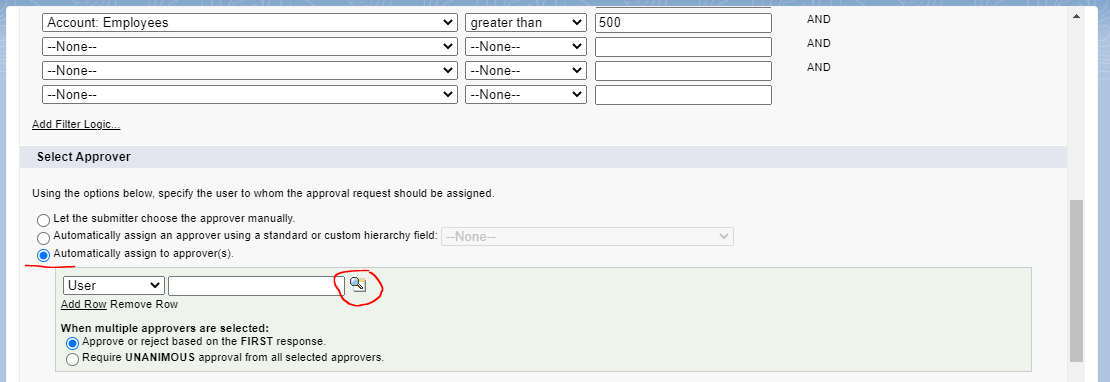 Account: Employees greater than 500 AND
--None-- --None-- AND
--None-- --None-- AND
--None-- --None--
Add Filter Logic...
Select Approver
Using the options below, specify the user to whom the approval request should be assigned.
Let the submitter choose the approver manually.
Automatically assign an approver using a standard or custom hierarchy field: --None--
Automatically assign to approver(s).
User
Add Row Remove Row
When multiple approvers are selected:
Approve or reject based on the FIRST response.
Require UNANIMOUS approval from all selected approvers.